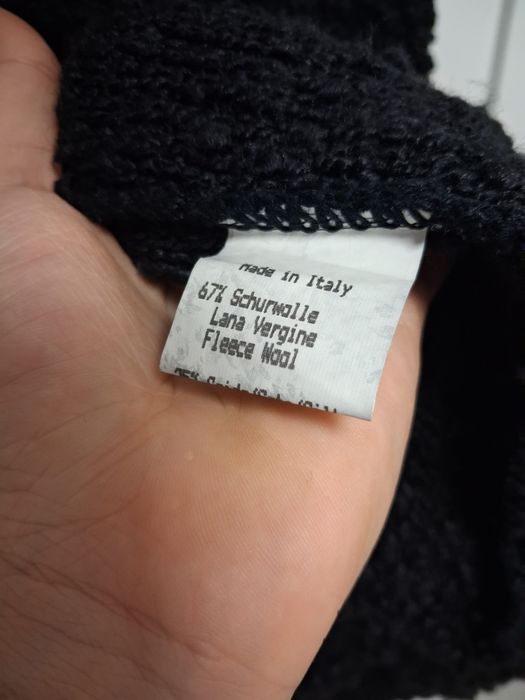 Made in Italy
67% Schurwolle
Lana Vergine
Fleece Wool